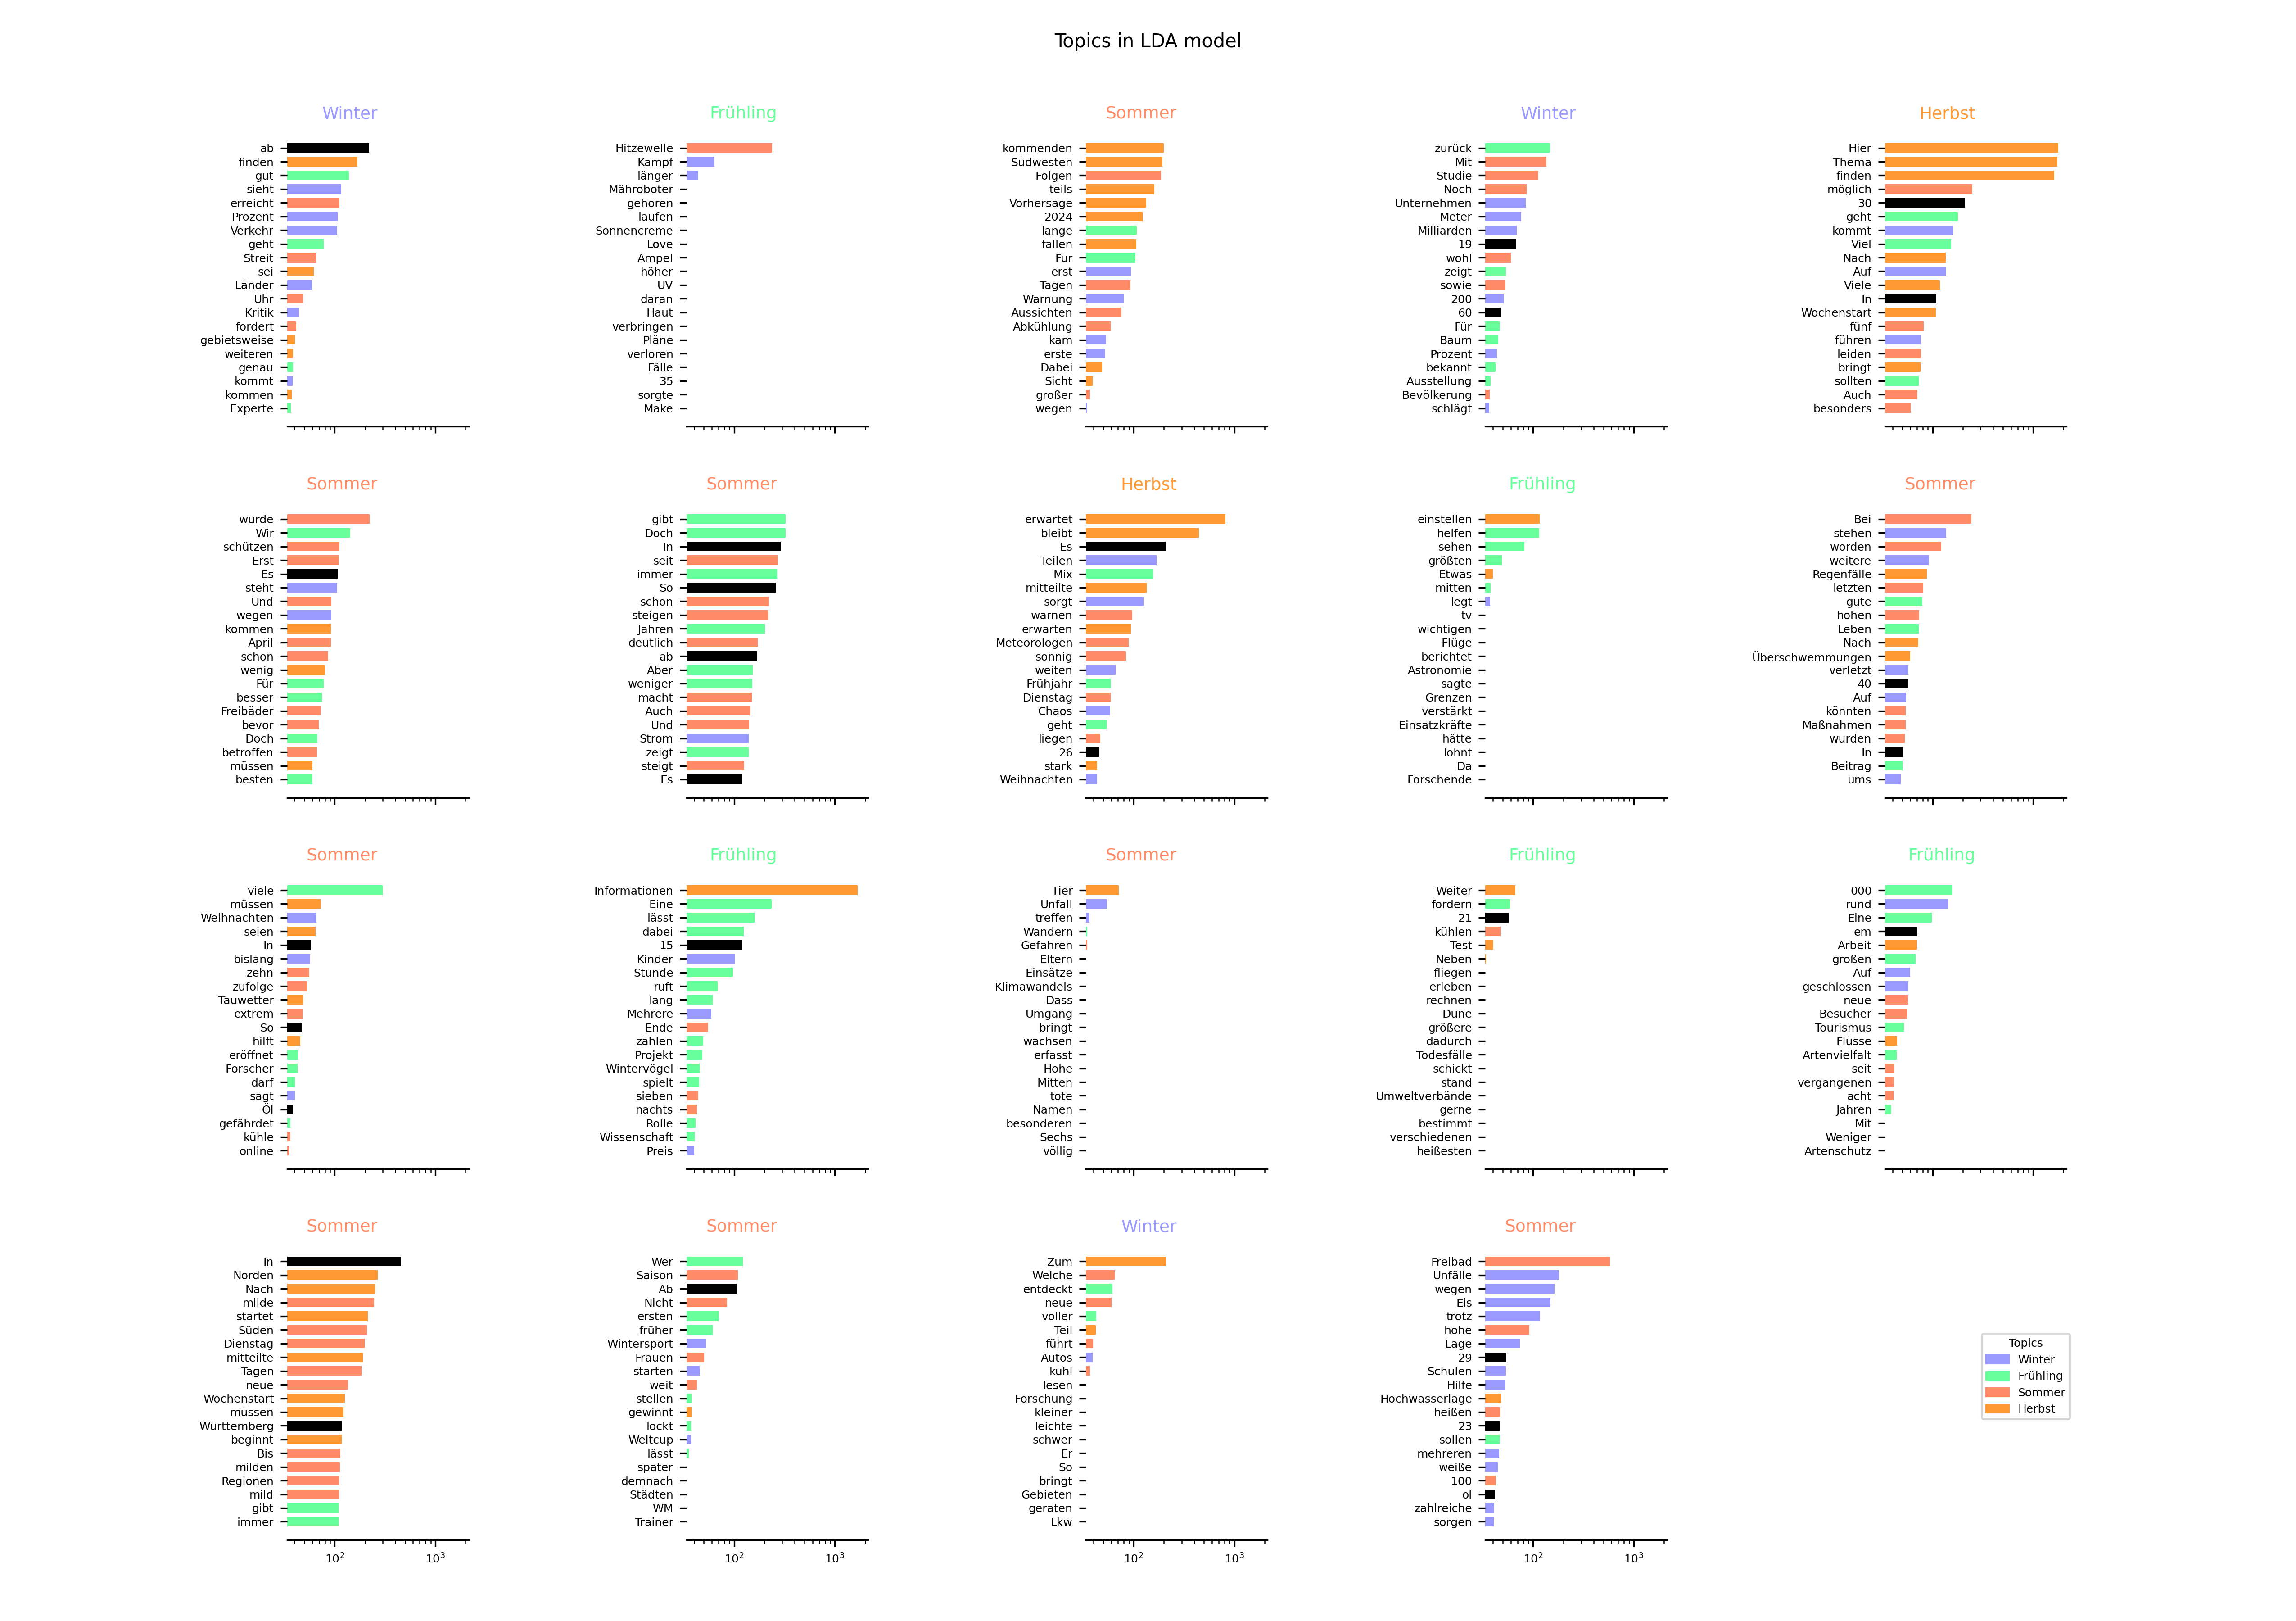 Topics in LDA model
Winter
ab
finden
gut
sieht
erreicht
Prozent
Verkehr
geht
Streit
sei
Länder
Uhr
Kritik
fordert
gebietsweise
weiteren
genau
kommt
kommen
Experte
Frühling
Hitzewelle
Kampf
länger
Mähroboter
gehören
laufen
Sonnencreme
Love
Ampel
höher
UV
daran
Haut
verbringen
Pläne
verloren
Fälle
35
sorgte
Make
Sommer
kommenden
Südwesten
Folgen
teils
Vorhersage
2024
lange
fallen
Für
erst
Tagen
Warnung
Aussichten
Abkühlung
kam
erste
Dabei
Sicht
großer
wegen
Winter
zurück
Mit
Studie
Noch
Unternehmen
Meter
Milliarden
19
wohl
zeigt
sowie
200
60
Für
Baum
Prozent
bekannt
Ausstellung
Bevölkerung
schlägt
Herbst
Hier
Thema
finden
möglich
30
geht
kommt
Viel
Nach
Auf
Viele
In
Wochenstart
fünf
führen
leiden
bringt
sollten
Auch
besonders
Sommer
wurde
Wir
schützen
Erst
Es
steht
Und
wegen
kommen
April
schon
wenig
Für
besser
Freibäder
bevor
Doch
betroffen
müssen
besten
Sommer
gibt
Doch
In
seit
immer
So
schon
steigen
Jahren
deutlich
ab
Aber
weniger
macht
Auch
Und
Strom
zeigt
steigt
Es
Herbst
erwartet
bleibt
Es
Teilen
Mix
mitteilte
sorgt
warnen
erwarten
Meteorologen
sonnig
weiten
Frühjahr
Dienstag
Chaos
geht
liegen
26
stark
Weihnachten
Frühling
einstellen
helfen
sehen
größten
Etwas
mitten
legt
tv
wichtigen
Flüge
berichtet
Astronomie
sagte
Grenzen
verstärkt
Einsatzkräfte
hätte
lohnt
Da
Forschende
Sommer
Bei
stehen
worden
weitere
Regenfälle
letzten
gute
hohen
Leben
Nach
Überschwemmungen
verletzt
40
Auf
könnten
Maßnahmen
wurden
In
Beitrag
ums
Sommer
viele
müssen
Weihnachten
seien
In
bislang
zehn
zufolge
Tauwetter
extrem
So
hilft
eröffnet
Forscher
darf
sagt
Öl
gefährdet
kühle
online
Frühling
Informationen
Eine
lässt
dabei
15
Kinder
Stunde
ruft
lang
Mehrere
Ende
zählen
Projekt
Wintervögel
spielt
sieben
nachts
Rolle
Wissenschaft
Preis
Sommer
Tier
Unfall
treffen
Wandern
Gefahren
Eltern
Einsätze
Klimawandels
Dass
Umgang
bringt
wachsen
erfasst
Hohe
Mitten
tote
Namen
besonderen
Sechs
völlig
Frühling
Weiter
fordern
21
kühlen
Test
Neben
fliegen
erleben
rechnen
Dune
größere
dadurch
Todesfälle
schickt
stand
Umweltverbände
gerne
bestimmt
verschiedenen
heißesten
Frühling
000
rund
Eine
em
Arbeit
großen
Auf
geschlossen
neue
Besucher
Tourismus
Flüsse
Artenvielfalt
seit
vergangenen
acht
Jahren
Mit
Weniger
Artenschutz
Sommer
In
Norden
Nach
milde
startet
Süden
Dienstag
mitteilte
Tagen
neue
Wochenstart
müssen
Württemberg
beginnt
Bis
milden
Regionen
mild
gibt
immer
10² 10³
Sommer
Wer
Saison
Ab
Nicht
ersten
früher
Wintersport
Frauen
starten
weit
stellen
gewinnt
lockt
Weltcup
lässt
später
demnach
Städten
WM
Trainer
10² 10³
Winter
Zum
Welche
entdeckt
neue
voller
Teil
führt
Autos
kühl
lesen
Forschung
kleiner
leichte
schwer
Er
So
bringt
Gebieten
geraten
Lkw
10² 10³
Sommer
Freibad
Unfälle
wegen
Eis
trotz
hohe
Lage
29
Schulen
Hilfe
Hochwasserlage
heißen
23
sollen
mehreren
weiße
100
ol
zahlreiche
sorgen
10² 10³
Topics
Winter
Frühling
Sommer
Herbst